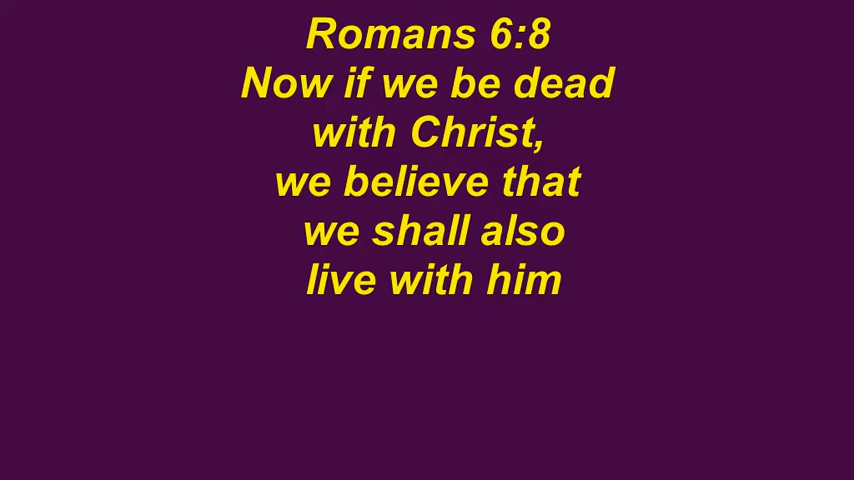 Romans 6:8
Now if we be dead
with Christ,
we believe that
we shall also
live with him